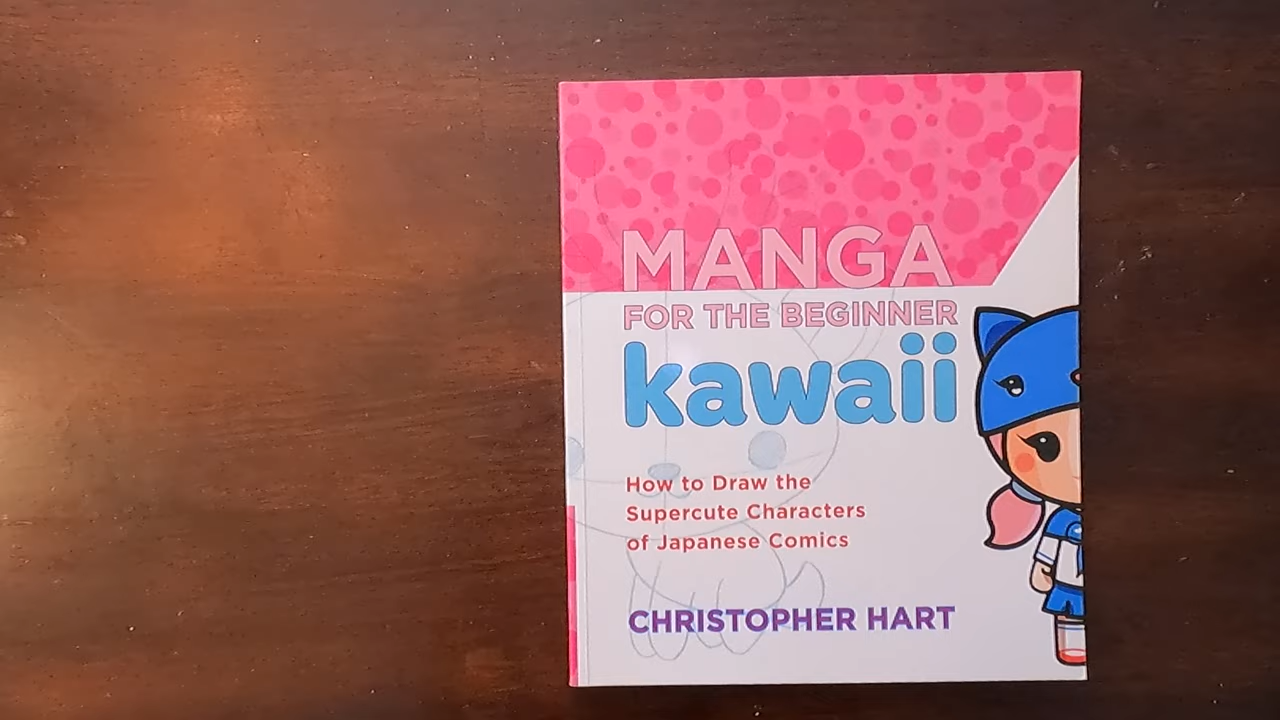 MANGA
FOR THE BEGINNER
kawaii
How to Draw the
Supercute Characters
of Japanese Comics
CHRISTOPHER HART